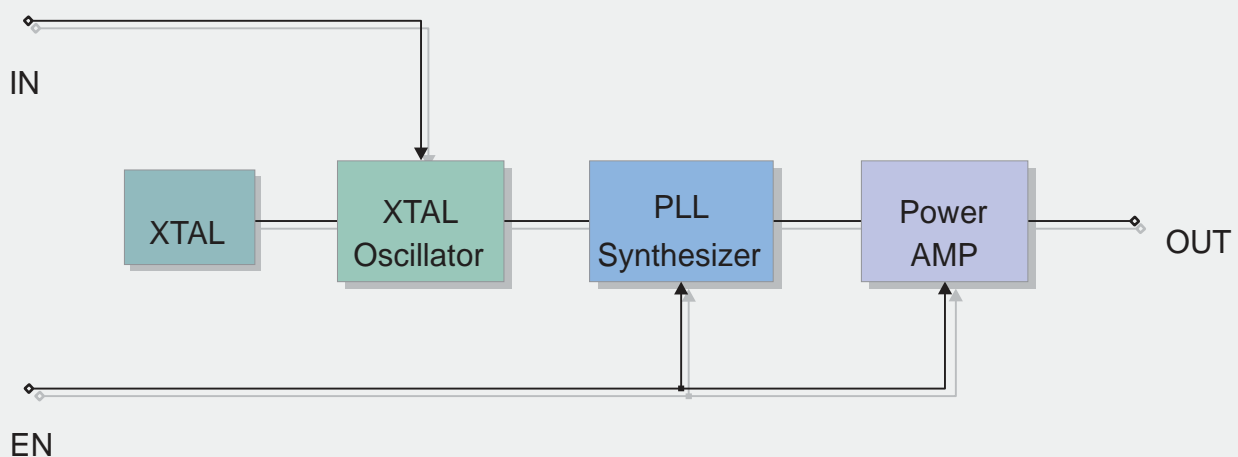 IN
XTAL
XTAL
Oscillator
PLL
Synthesizer
Power
AMP
OUT
EN